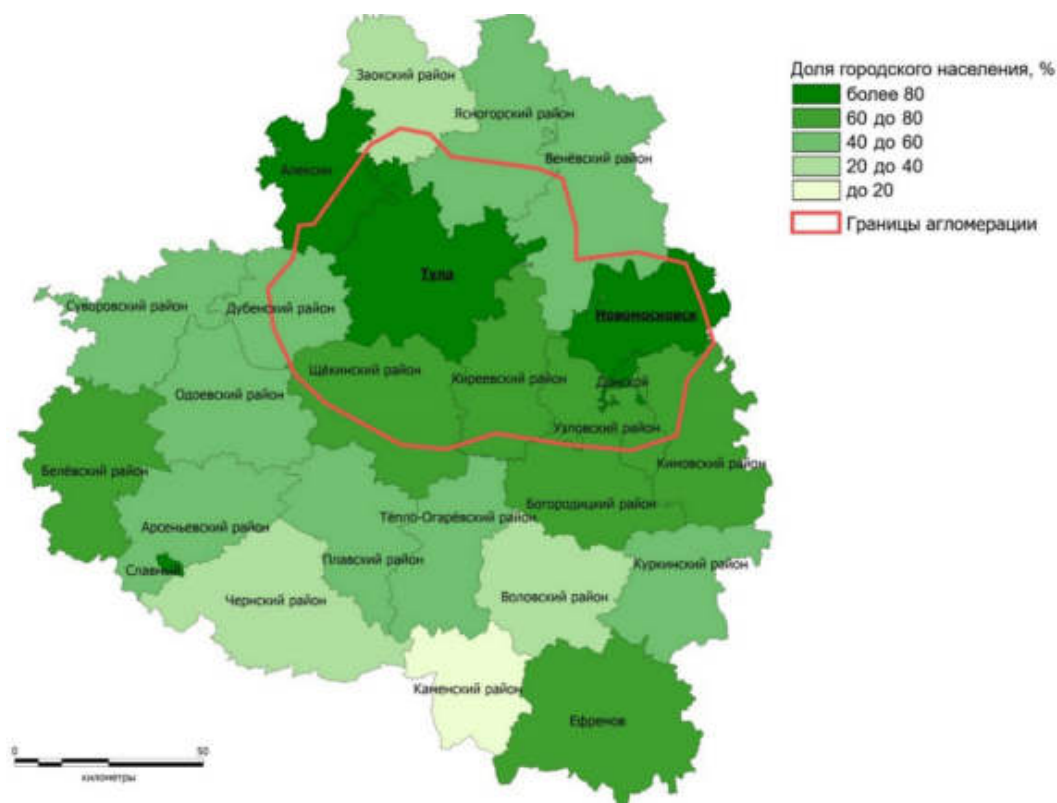 Доля городского населения, %
более 80
60 до 80
40 до 60
20 до 40
до 20
Границы агломерации
Заокский район
Ясногорский район
Венёвский район
Алексин
Тула
Суворовский район
Дубенский район
Новомосковск
Щёкинский район
Киреевский район
Донской
Одоевский район
Узловский район
Белёвский район
Кимовский район
Богородицкий район
Тёпло-Огарёвский район
Арсеньевский район
Плавский район
Куркинский район
Славный
Чернский район
Воловский район
Каменский район
Ефремов
0 50
километры